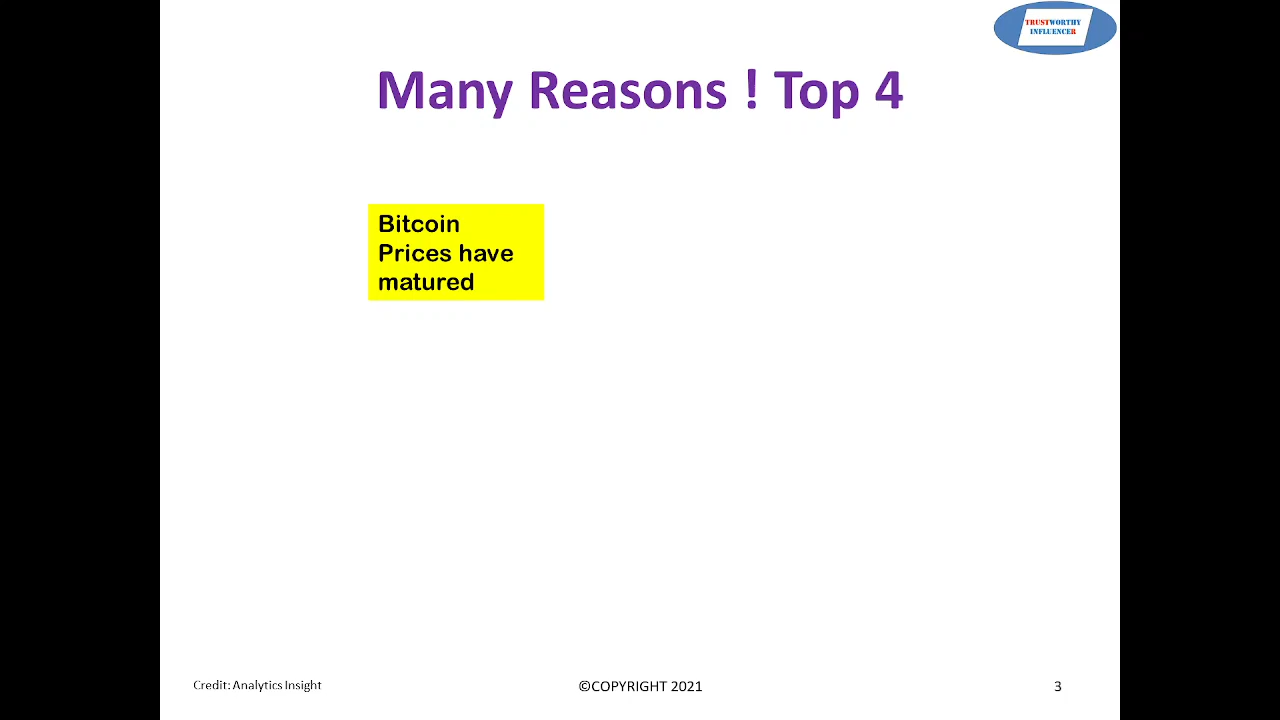 TRUSTWORTHY
INFLUENCER
Many Reasons ! Top 4
Bitcoin
Prices have
matured
Credit: Analytics Insight
©COPYRIGHT 2021
3